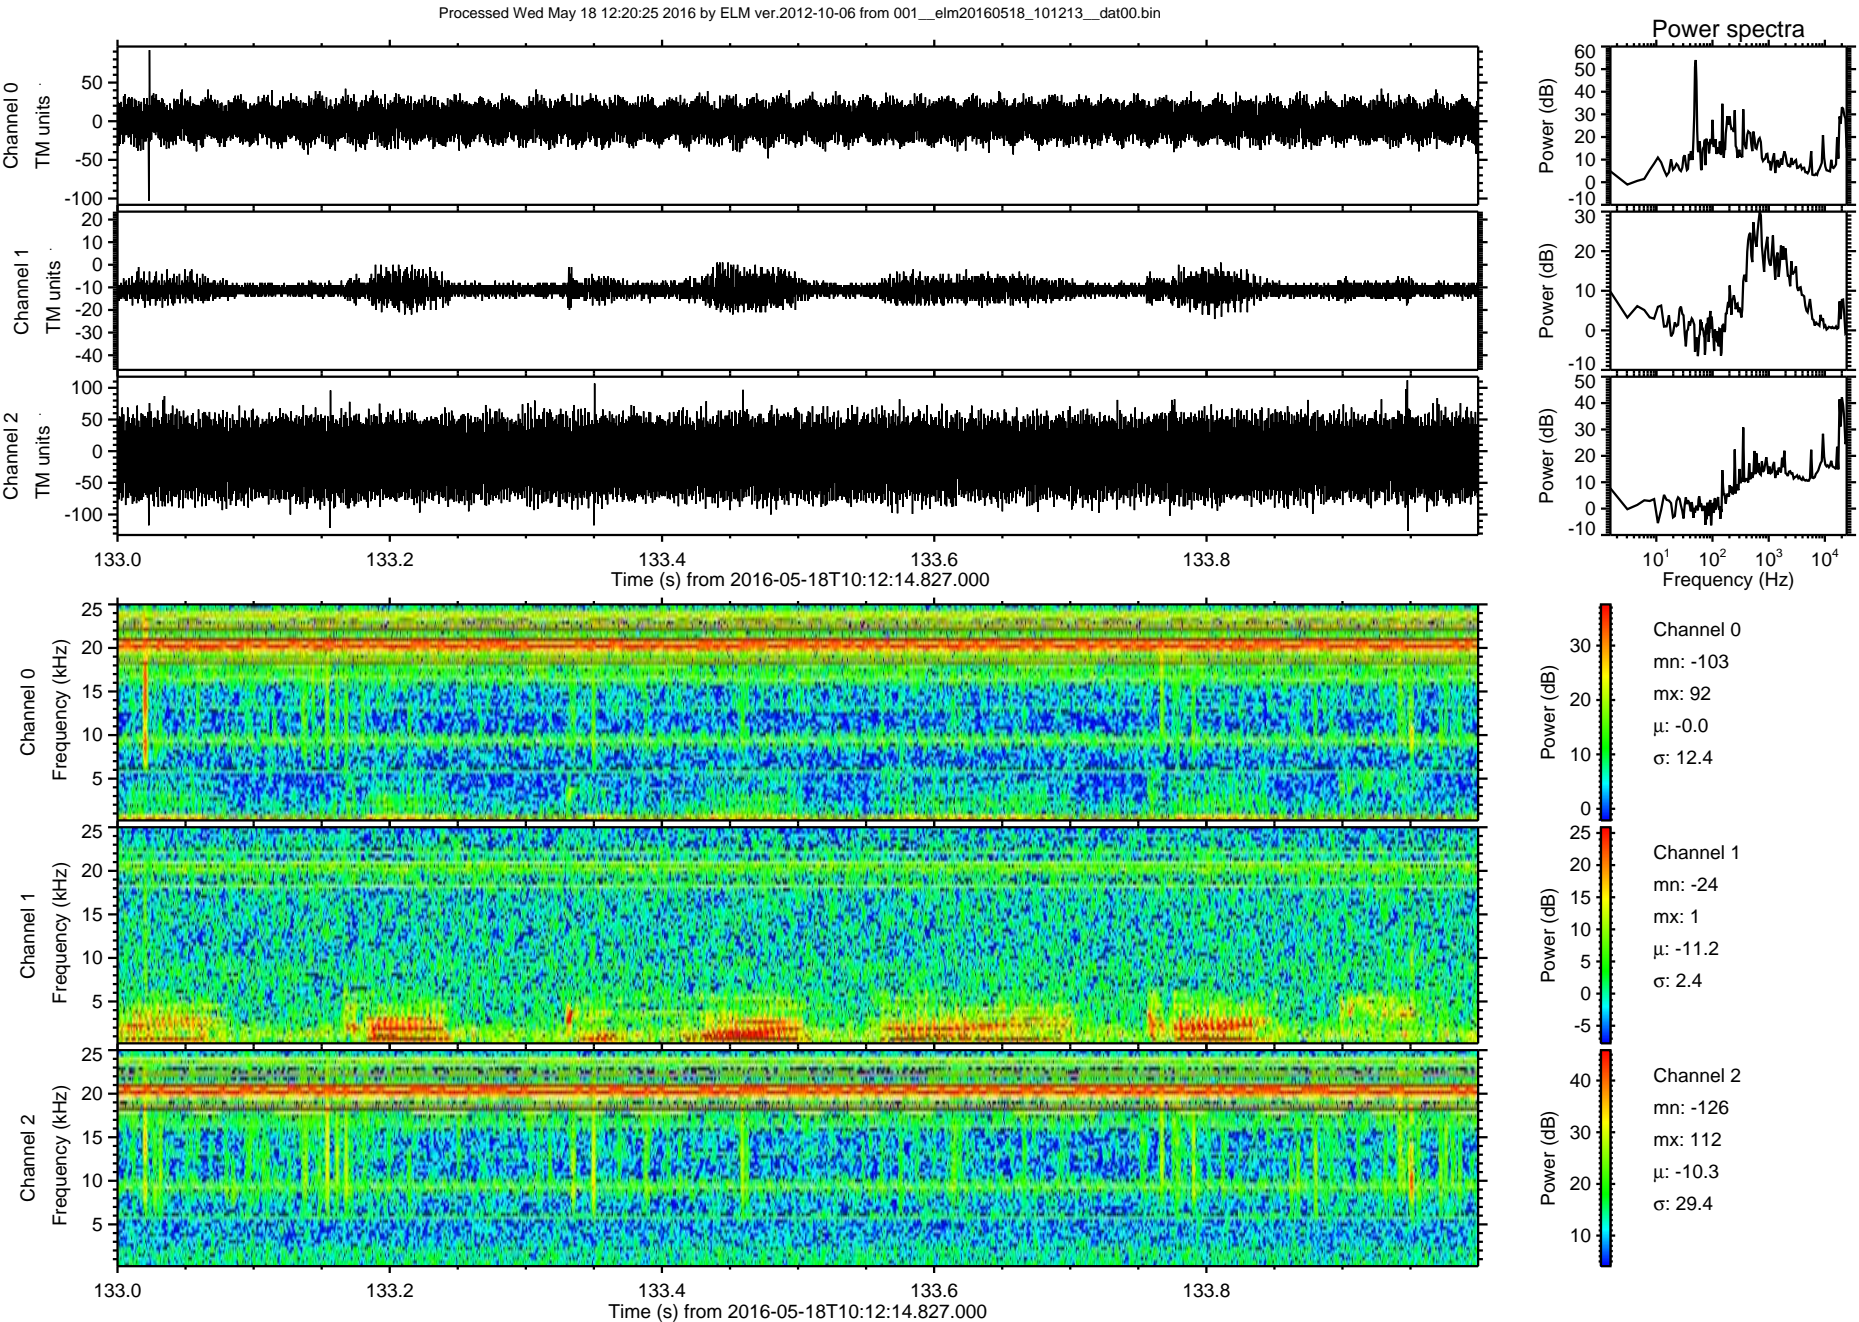 Processed Wed May 18 12:20:25 2016 by ELM ver.2012-10-06 from 001__elm20160518_101213__dat00.bin
Power spectra
Channel 0
TM units
50
0
-50
-100
Power (dB)
60
50
40
30
20
10
0
-10
Channel 1
TM units
20
10
0
-10
-20
-30
-40
Power (dB)
30
20
10
0
-10
Channel 2
TM units
100
50
0
-50
-100
Power (dB)
50
40
30
20
10
0
-10
133.0 133.2 133.4 133.6 133.8
Time (s) from 2016-05-18T10:12:14.827.000
10¹ 10² 10³ 10⁴
Frequency (Hz)
Channel 0
Frequency (kHz)
25
20
15
10
5
Power (dB)
30
20
10
0
Channel 0
mn: -103
mx: 92
μ: -0.0
σ: 12.4
Channel 1
Frequency (kHz)
25
20
15
10
5
Power (dB)
25
20
15
10
5
0
-5
Channel 1
mn: -24
mx: 1
μ: -11.2
σ: 2.4
Channel 2
Frequency (kHz)
25
20
15
10
5
Power (dB)
40
30
20
10
Channel 2
mn: -126
mx: 112
μ: -10.3
σ: 29.4
133.0 133.2 133.4 133.6 133.8
Time (s) from 2016-05-18T10:12:14.827.000